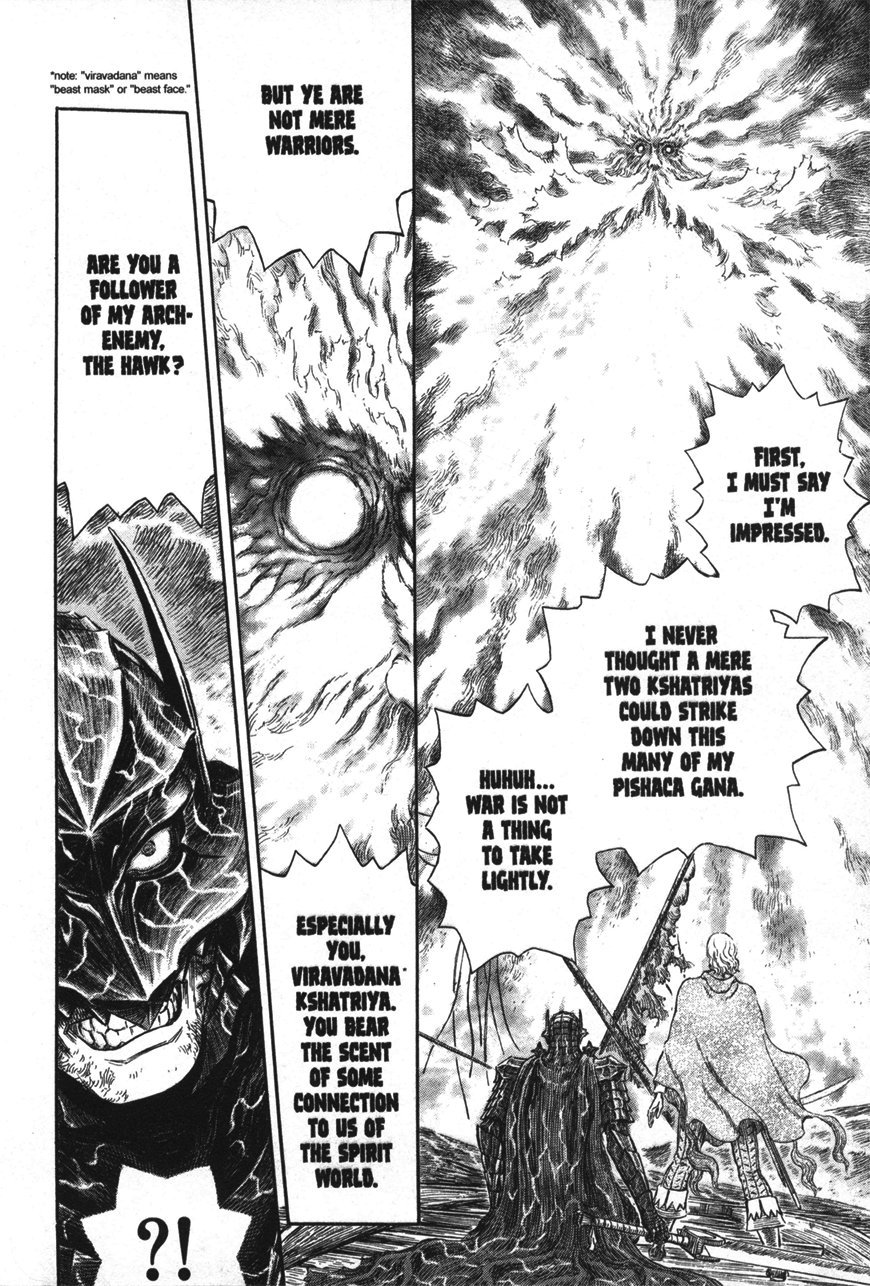 FIRST,
I MUST SAY
I'M
IMPRESSED.
I NEVER
THOUGHT A MERE
TWO KSHATRIYAS
COULD STRIKE
DOWN THIS
MANY OF MY
PISHACA GANA.
HUHUH...
WAR IS NOT
A THING
TO TAKE
LIGHTLY.
BUT YE ARE
NOT MERE
WARRIORS.
ESPECIALLY
YOU,
VIRAVADANA*
KSHATRIYA.
YOU BEAR
THE SCENT
OF SOME
CONNECTION
TO US OF
THE SPIRIT
WORLD.
*note: "viravadana" means
"beast mask" or "beast face."
ARE YOU A
FOLLOWER
OF MY ARCH-
ENEMY,
THE HAWK?
?!